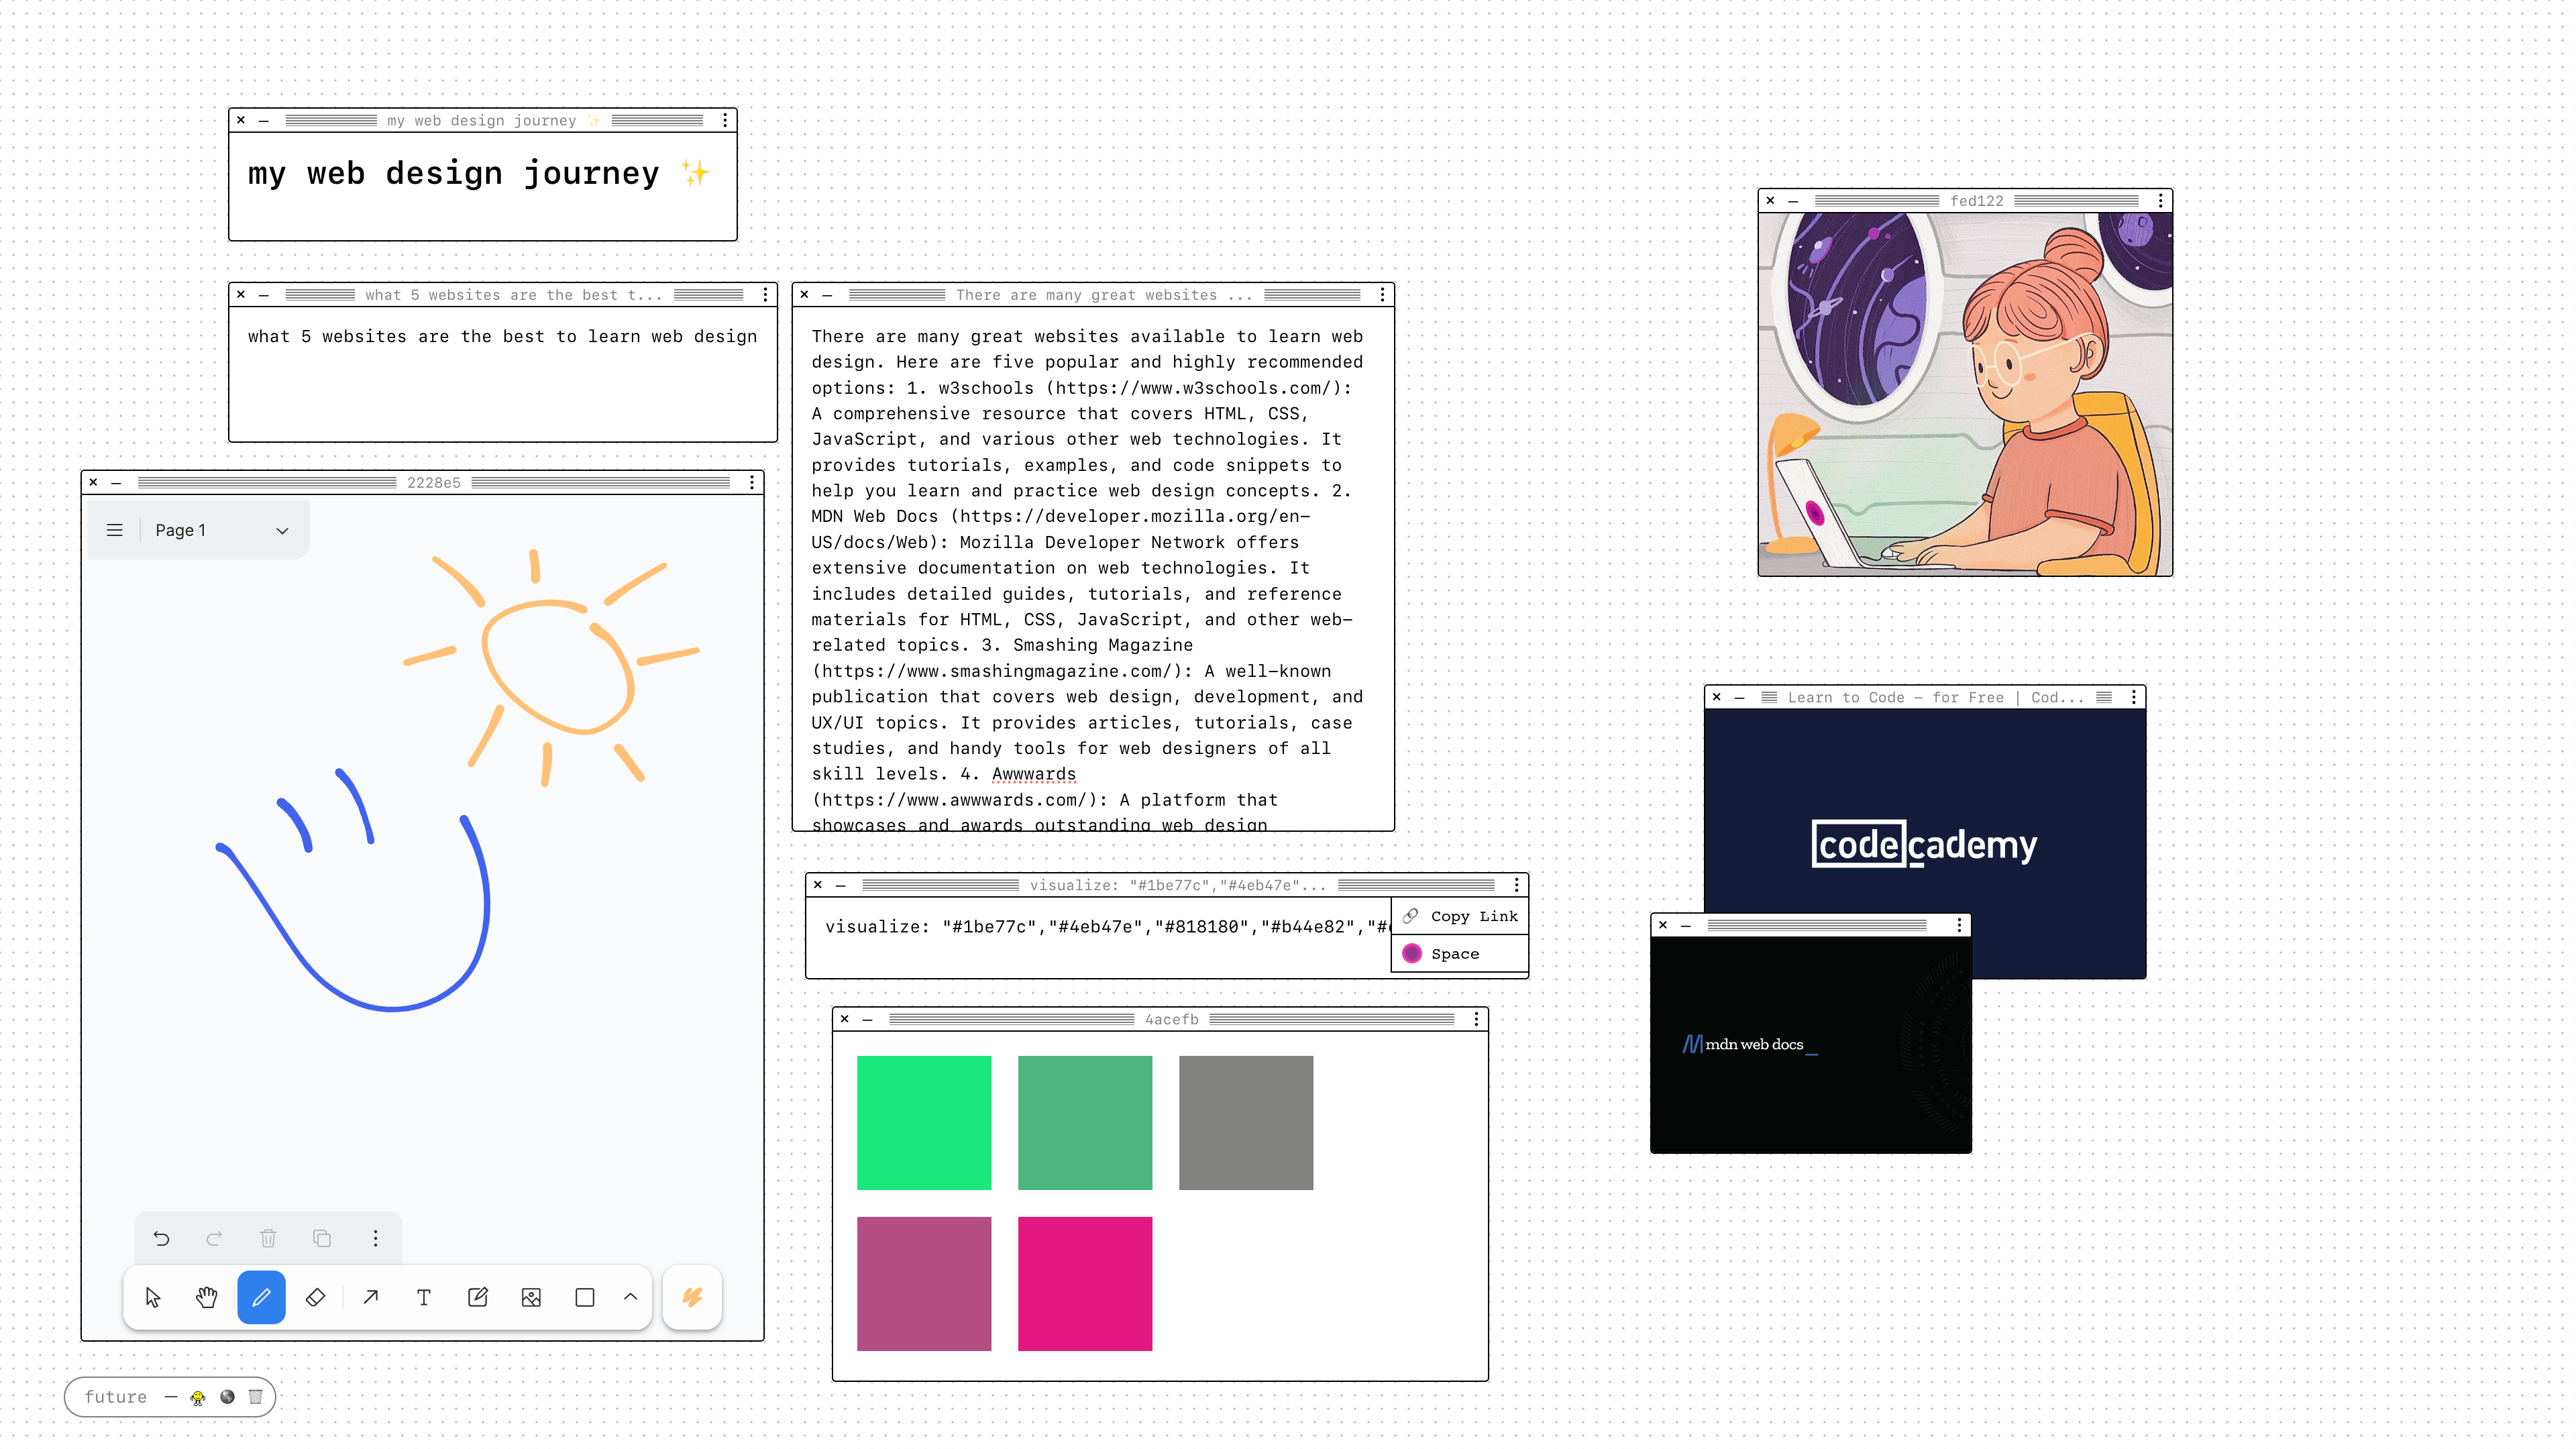 my web design journey ✨
my web design journey ✨
what 5 websites are the best t...
what 5 websites are the best to learn web design
There are many great websites ...
There are many great websites available to learn web
design. Here are five popular and highly recommended
options: 1. w3schools (https://www.w3schools.com/):
A comprehensive resource that covers HTML, CSS,
JavaScript, and various other web technologies. It
provides tutorials, examples, and code snippets to
help you learn and practice web design concepts. 2.
MDN Web Docs (https://developer.mozilla.org/en-
US/docs/Web): Mozilla Developer Network offers
extensive documentation on web technologies. It
includes detailed guides, tutorials, and reference
materials for HTML, CSS, JavaScript, and other web-
related topics. 3. Smashing Magazine
(https://www.smashingmagazine.com/): A well-known
publication that covers web design, development, and
UX/UI topics. It provides articles, tutorials, case
studies, and handy tools for web designers of all
skill levels. 4. Awwwards
(https://www.awwwards.com/): A platform that
showcases and awards outstanding web design
2228e5
Page 1
visualize: "#1be77c","#4eb47e"...
visualize: "#1be77c","#4eb47e","#818180","#b44e82","#
Copy Link
Space
4acefb
fed122
Learn to Code - for Free | Cod...
codecademy
mdn web docs_
future